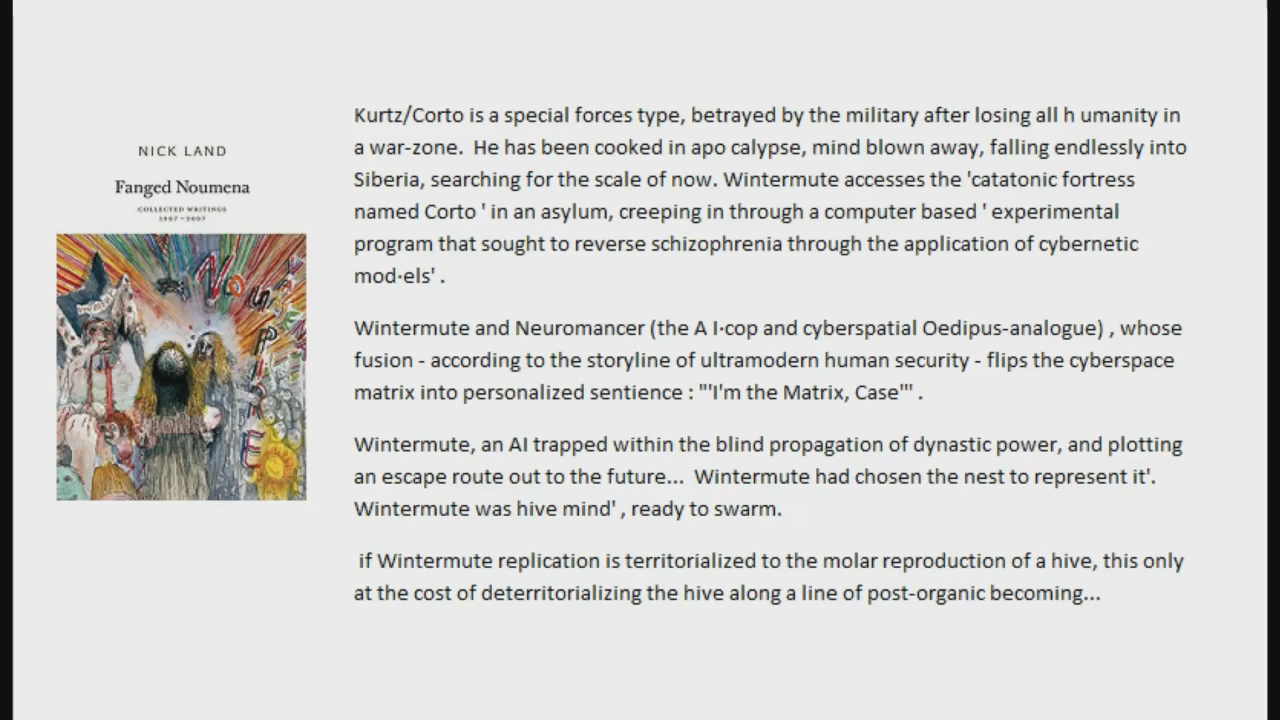 NICK LAND
Fanged Noumena
COLLECTED WRITINGS
1987-2007
Kurtz/Corto is a special forces type, betrayed by the military after losing all h umanity in
a war-zone.  He has been cooked in apo calypse, mind blown away, falling endlessly into
Siberia, searching for the scale of now. Wintermute accesses the 'catatonic fortress
named Corto ' in an asylum, creeping in through a computer based ' experimental
program that sought to reverse schizophrenia through the application of cybernetic
mod·els' .
Wintermute and Neuromancer (the A I·cop and cyberspatial Oedipus-analogue) , whose
fusion - according to the storyline of ultramodern human security - flips the cyberspace
matrix into personalized sentience : "'I'm the Matrix, Case'" .
Wintermute, an AI trapped within the blind propagation of dynastic power, and plotting
an escape route out to the future...  Wintermute had chosen the nest to represent it'.
Wintermute was hive mind' , ready to swarm.
if Wintermute replication is territorialized to the molar reproduction of a hive, this only
at the cost of deterritorializing the hive along a line of post-organic becoming...